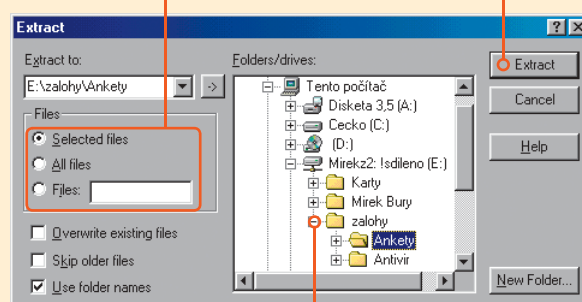 Extract
Extract to:
E:\zalohy\Ankety
Files
Selected files
All files
Files:
Overwrite existing files
Skip older files
Use folder names
Folders/drives:
Tento počítač
Disketa 3,5 (A:)
Cecko (C:)
(D:)
Mirekz2: !sdileno (E:)
Karty
Mirek Bury
zalohy
Ankety
Antivir
Extract
Cancel
Help
New Folder...